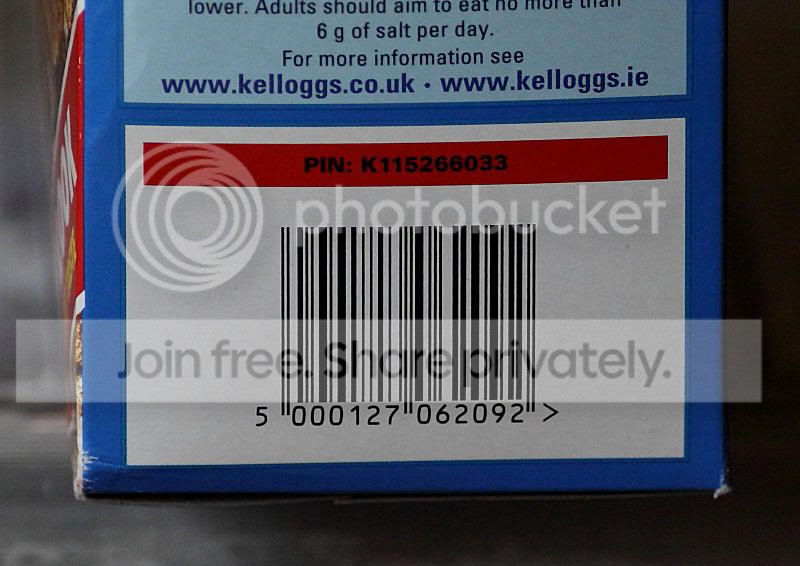 lower. Adults should aim to eat no more than
6 g of salt per day.
For more information see
www.kelloggs.co.uk · www.kelloggs.ie
PIN: K115266033
photobucket
Join free. Share privately.
5 000127 062092 >